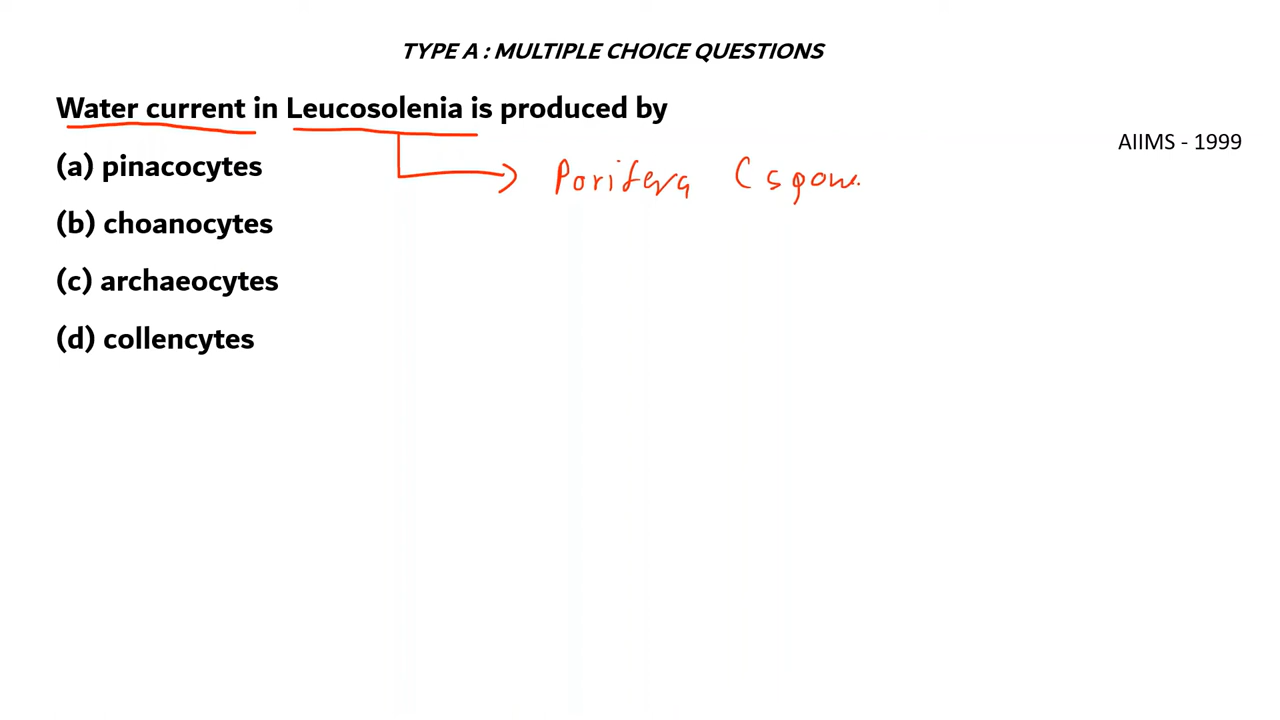 TYPE A : MULTIPLE CHOICE QUESTIONS
Water current in Leucosolenia is produced by
AIIMS - 1999
(a) pinacocytes
Porifera (spon
(b) choanocytes
(c) archaeocytes
(d) collencytes